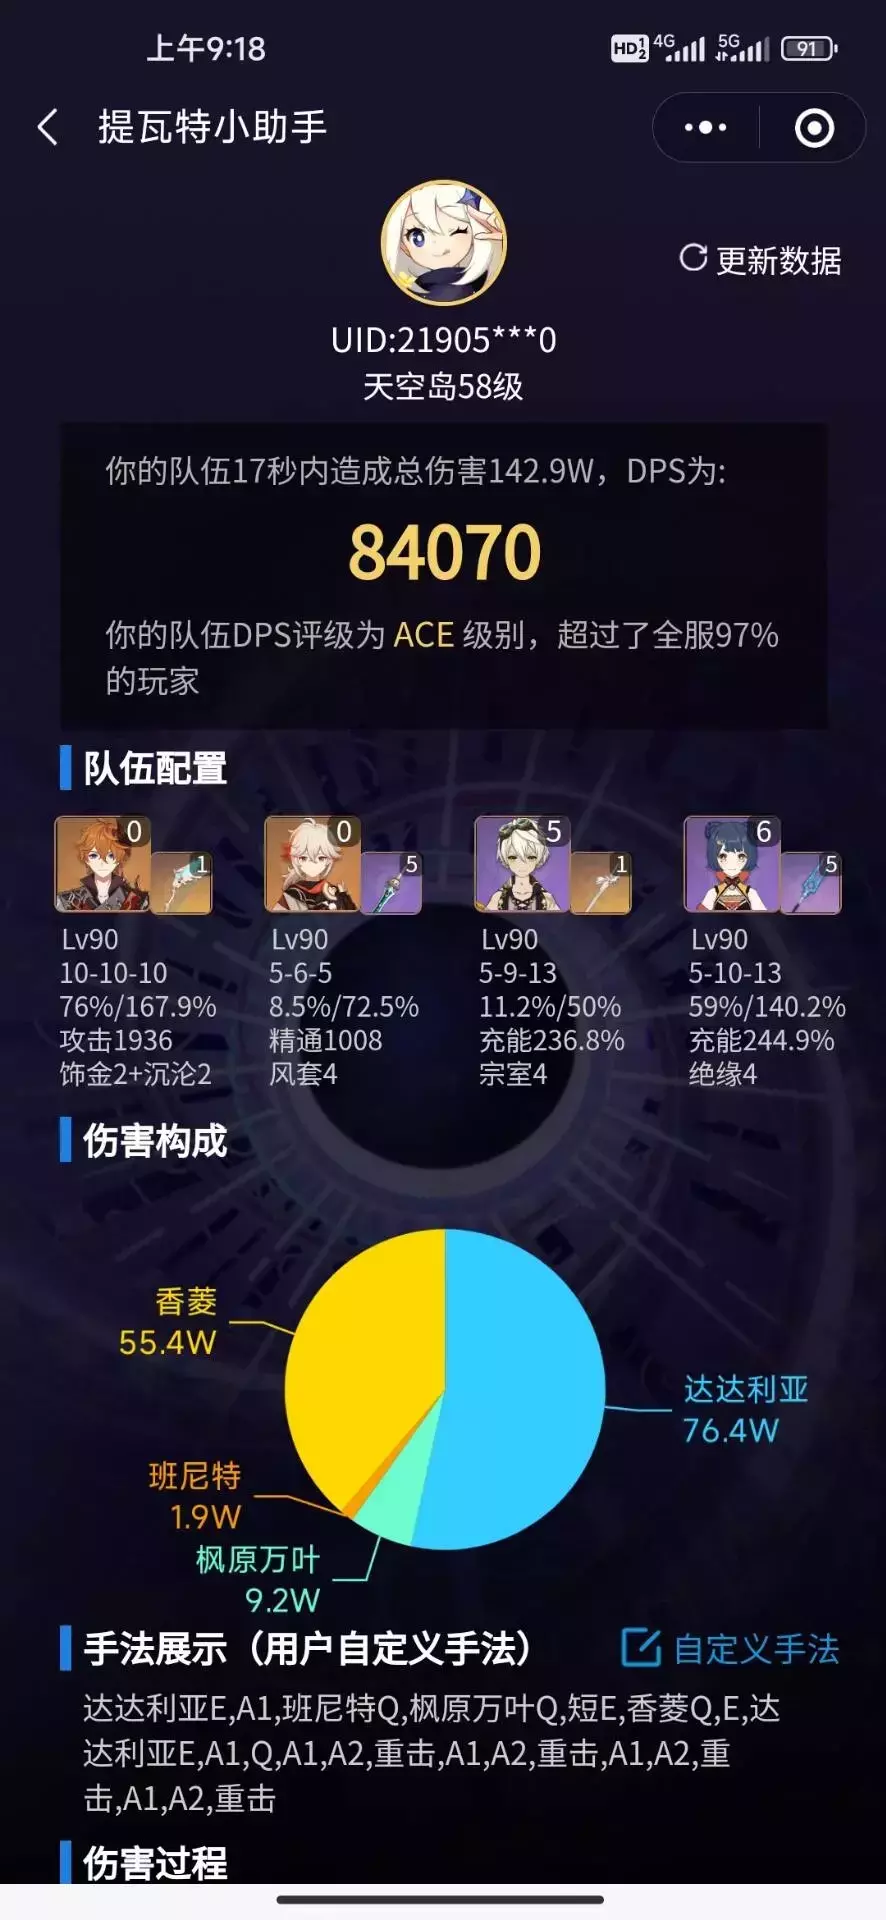 上午9:18
HD 1 2 4G 5G 91
提瓦特小助手
更新数据
UID:21905***0
天空岛58级
你的队伍17秒内造成总伤害142.9W，DPS为:
84070
你的队伍DPS评级为 ACE 级别，超过了全服97%
的玩家
队伍配置
0 1 0 5 5 1 6 5
Lv90 Lv90 Lv90 Lv90
10-10-10 5-6-5 5-9-13 5-10-13
76%/167.9% 8.5%/72.5% 11.2%/50% 59%/140.2%
攻击1936 精通1008 充能236.8% 充能244.9%
饰金2+沉沦2 风套4 宗室4 绝缘4
伤害构成
香菱
55.4W
达达利亚
76.4W
班尼特
1.9W
枫原万叶
9.2W
手法展示（用户自定义手法） 自定义手法
达达利亚E,A1,班尼特Q,枫原万叶Q,短E,香菱Q,E,达
达利亚E,A1,Q,A1,A2,重击,A1,A2,重击,A1,A2,重
击,A1,A2,重击
伤害过程